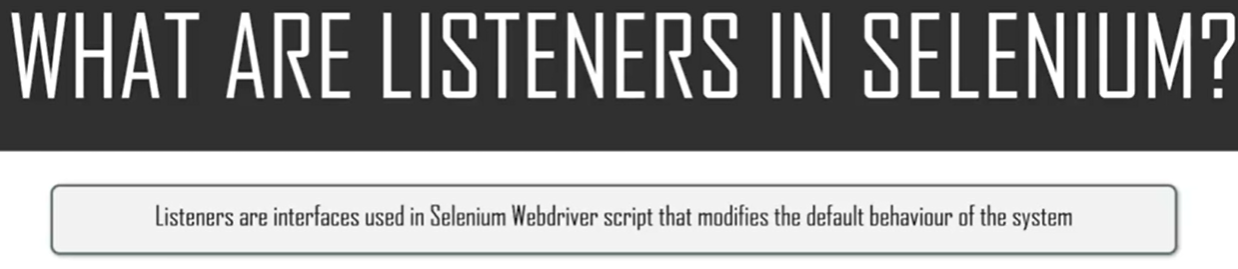 WHAT ARE LISTENERS IN SELENIUM?
Listeners are interfaces used in Selenium Webdriver script that modifies the default behaviour of the system